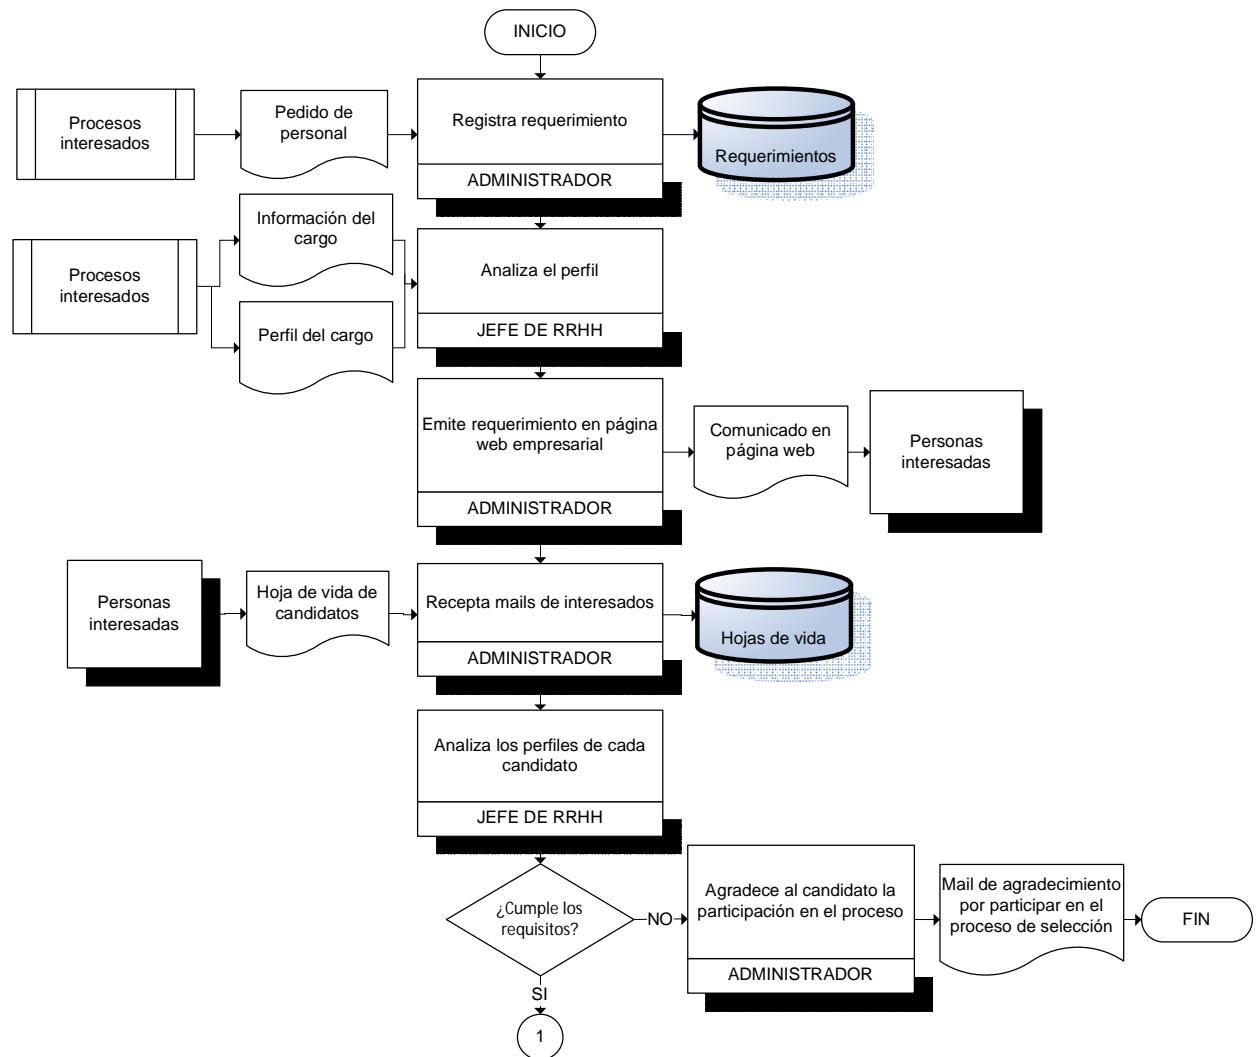 INICIO
Procesos
interesados
Pedido de
personal
Registra requerimiento
ADMINISTRADOR
Requerimientos
Procesos
interesados
Información del
cargo
Perfil del cargo
Analiza el perfil
JEFE DE RRHH
Emite requerimiento en página
web empresarial
ADMINISTRADOR
Comunicado en
página web
Personas
interesadas
Personas
interesadas
Hoja de vida de
candidatos
Recepta mails de interesados
ADMINISTRADOR
Hojas de vida
Analiza los perfiles de cada
candidato
JEFE DE RRHH
¿Cumple los
requisitos?
NO
Agradece al candidato la
participación en el proceso
ADMINISTRADOR
Mail de agradecimiento
por participar en el
proceso de selección
FIN
SI
1